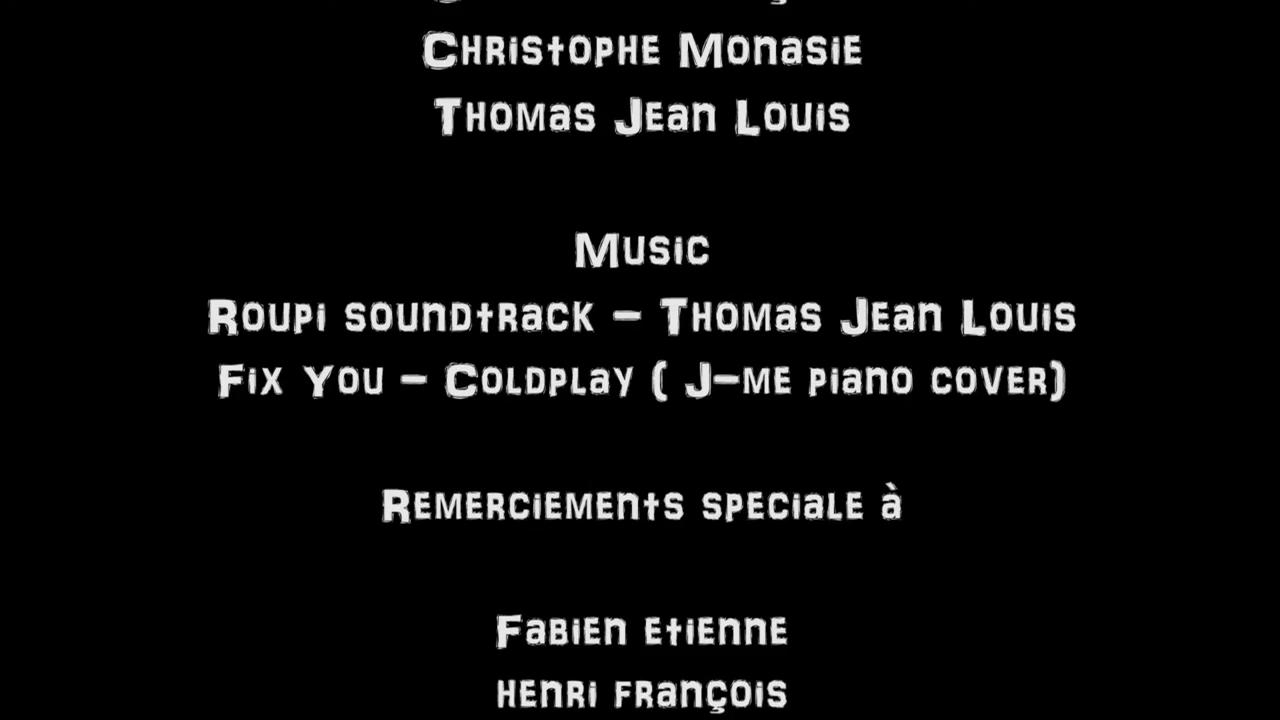 Christophe Monasie
Thomas Jean Louis
Music
Roupi soundtrack - Thomas Jean Louis
Fix You - Coldplay ( J-me piano cover)
Remerciements speciale à
Fabien Etienne
Henri François